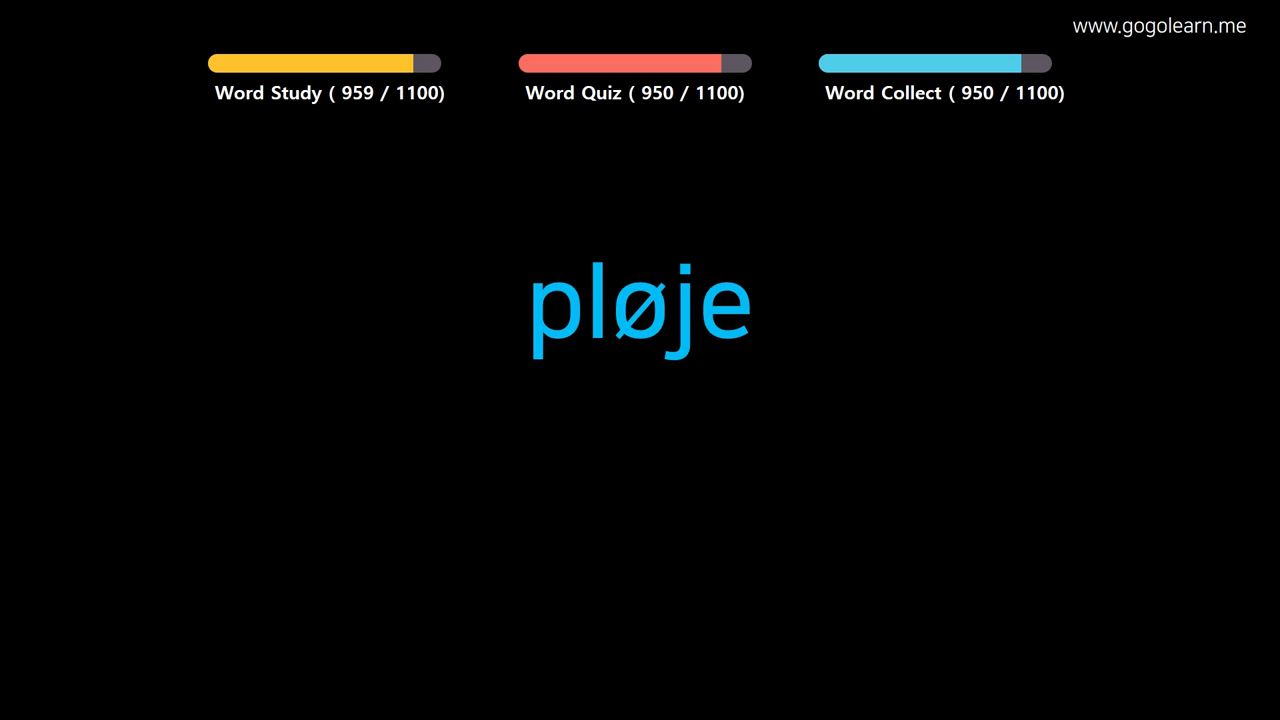 www.gogolearn.me
Word Study ( 959 / 1100)
Word Quiz ( 950 / 1100)
Word Collect ( 950 / 1100)
pløje